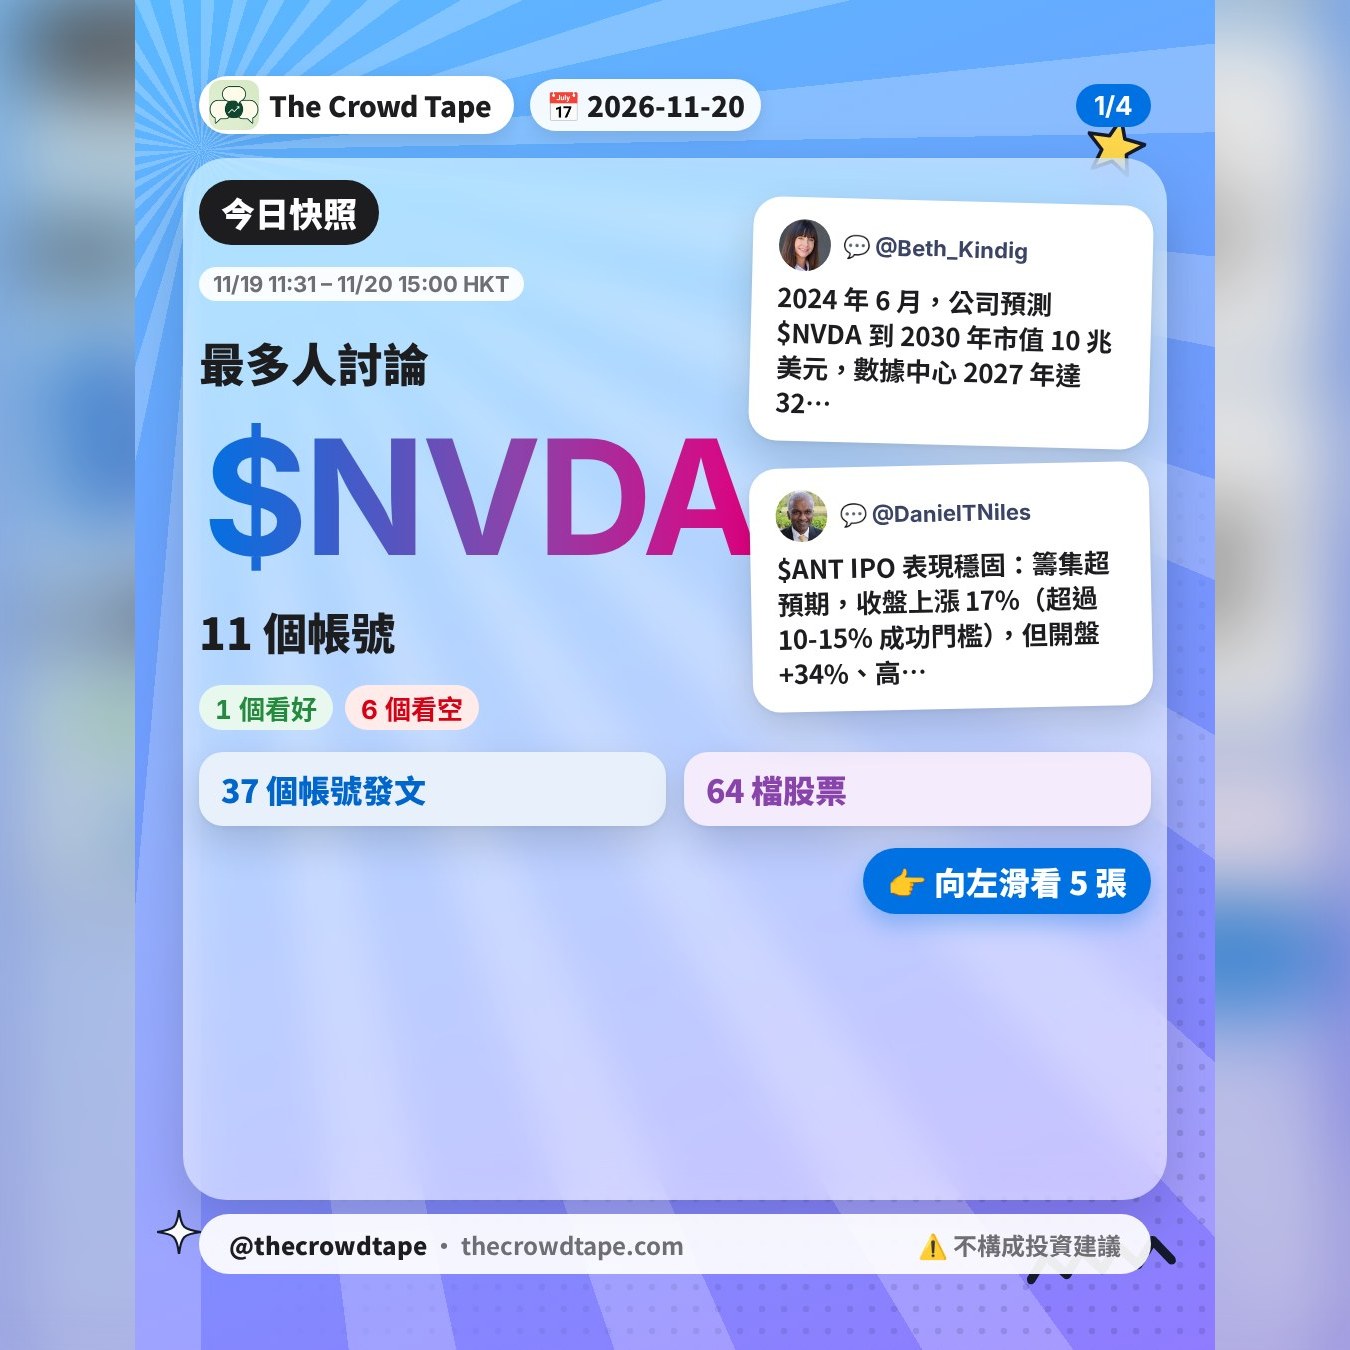 The Crowd Tape
JULY 17 2026-11-20
1/4
今日快照
11/19 11:31 – 11/20 15:00 HKT
最多人討論
$NVDA
11 個帳號
1 個看好 6 個看空
@Beth_Kindig
2024 年 6 月，公司預測
$NVDA 到 2030 年市值 10 兆
美元，數據中心 2027 年達
32…
@DanielTNiles
$ANT IPO 表現穩固：籌集超
預期，收盤上漲 17%（超過
10-15% 成功門檻），但開盤
+34%、高…
37 個帳號發文
64 檔股票
向左滑看 5 張
@thecrowdtape • thecrowdtape.com
不構成投資建議